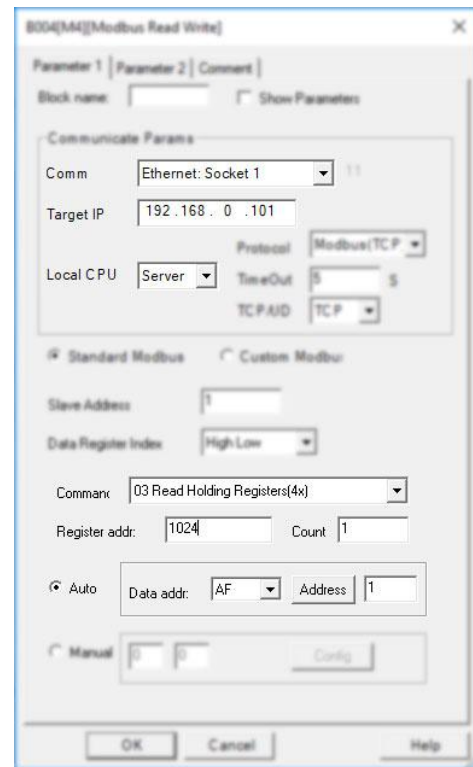 B004[M4][Modbus Read Write]
Parameter 1 Parameter 2 Comment
Block name: Show Parameters
Communicate Params
Comm Ethernet: Socket 1 11
Target IP 192 .168 . 0 .101
Protocol Modbus(TCP
Local CPU Server TimeOut 5 S
TCP/UD TCP
Standard Modbus Custom Modbu:
Slave Address 1
Data Register Index High Low
Comman 03 Read Holding Registers(4x)
Register addr: 1024 Count 1
Auto Data addr: AF Address 1
Manual 0 0 Config
OK Cancel Help